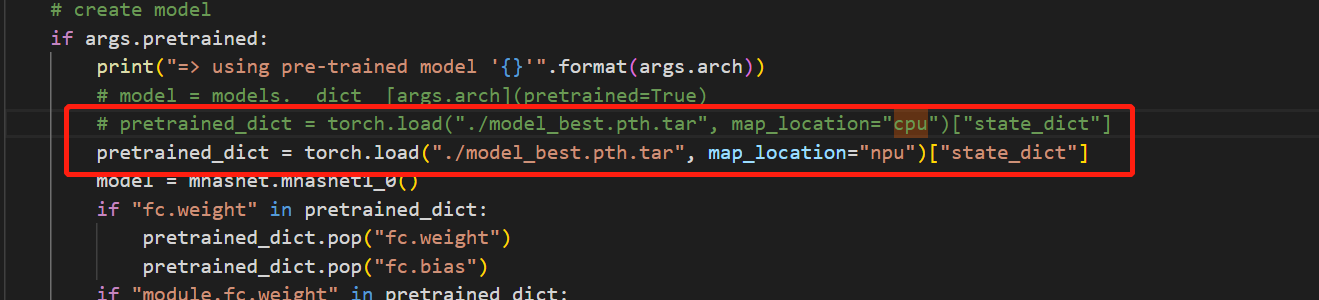 # create model
if args.pretrained:
print("=> using pre-trained model '{}'".format(args.arch))
# model = models.__dict__[args.arch](pretrained=True)
# pretrained_dict = torch.load("./model_best.pth.tar", map_location="cpu")["state_dict"]
pretrained_dict = torch.load("./model_best.pth.tar", map_location="npu")["state_dict"]
model = mnasnet.mnasnet1_0()
if "fc.weight" in pretrained_dict:
pretrained_dict.pop("fc.weight")
pretrained_dict.pop("fc.bias")
if "module.fc.weight" in pretrained_dict: